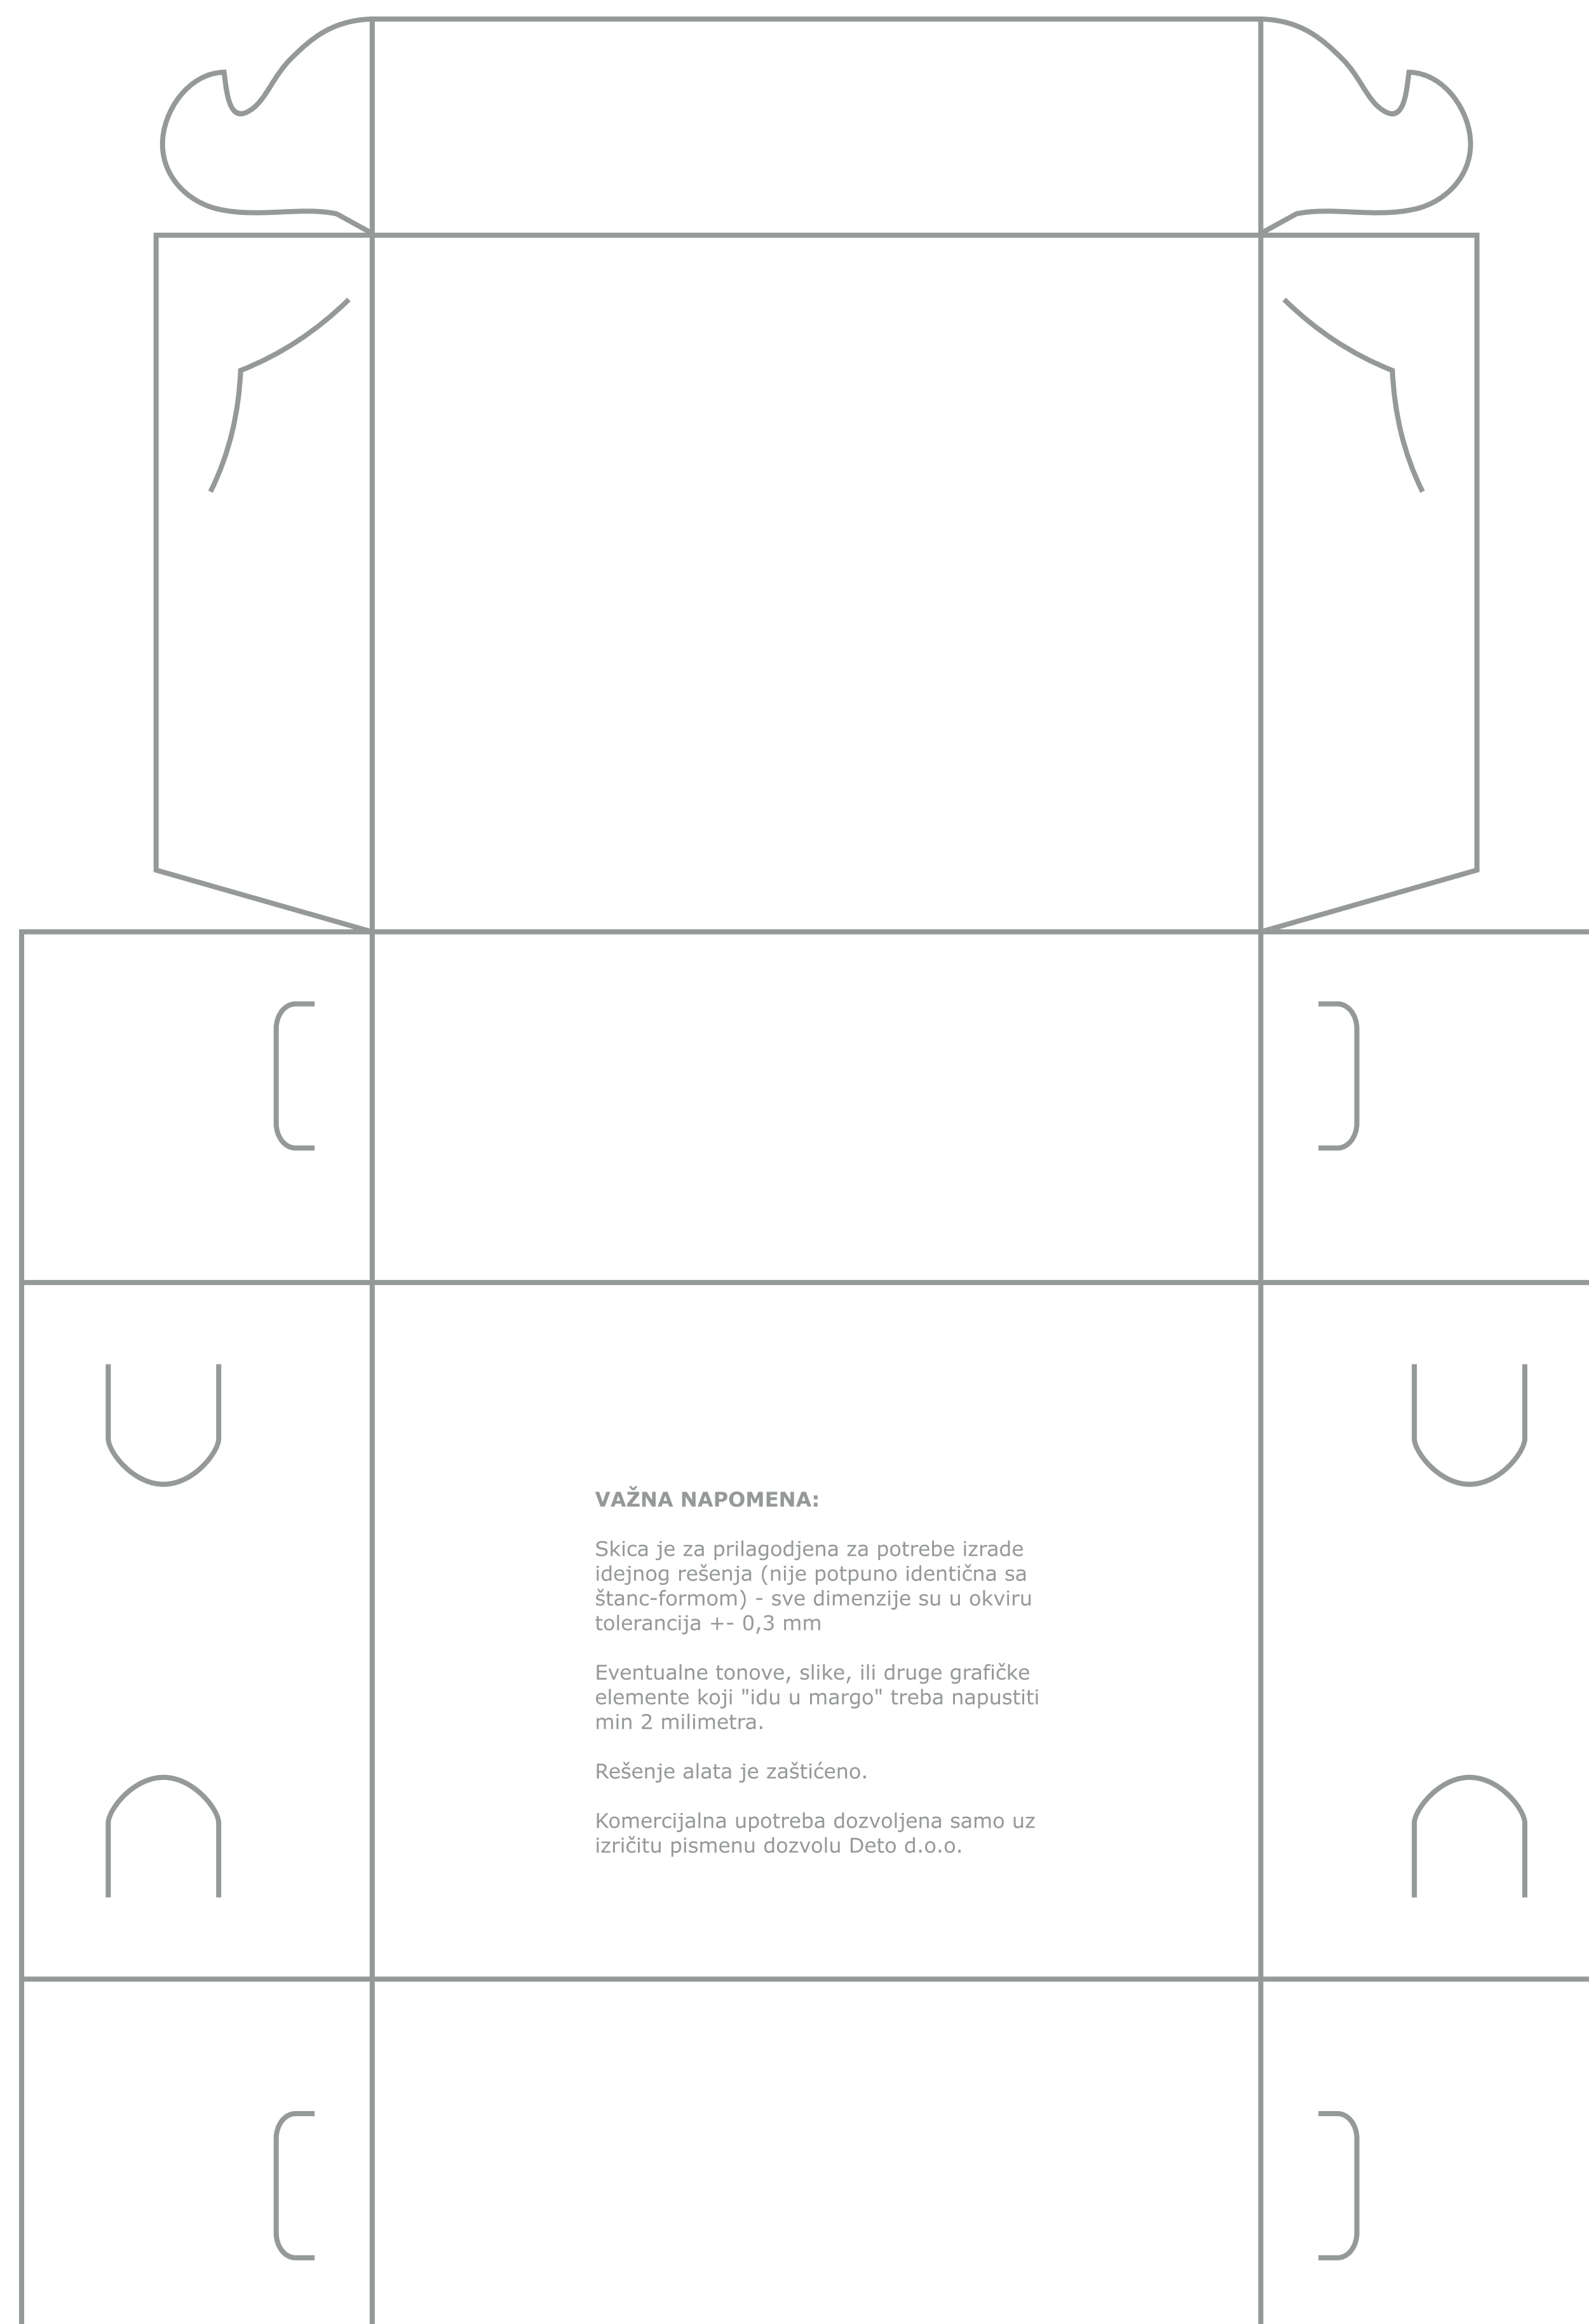 VAŽNA NAPOMENA:
Skica je za prilagodjena za potrebe izrade
idejnog rešenja (nije potpuno identična sa
štanc-formom) - sve dimenzije su u okviru
tolerancija +- 0,3 mm
Eventualne tonove, slike, ili druge grafičke
elemente koji "idu u margo" treba napustiti
min 2 milimetra.
Rešenje alata je zaštićeno.
Komercijalna upotreba dozvoljena samo uz
izričitu pismenu dozvolu Deto d.o.o.